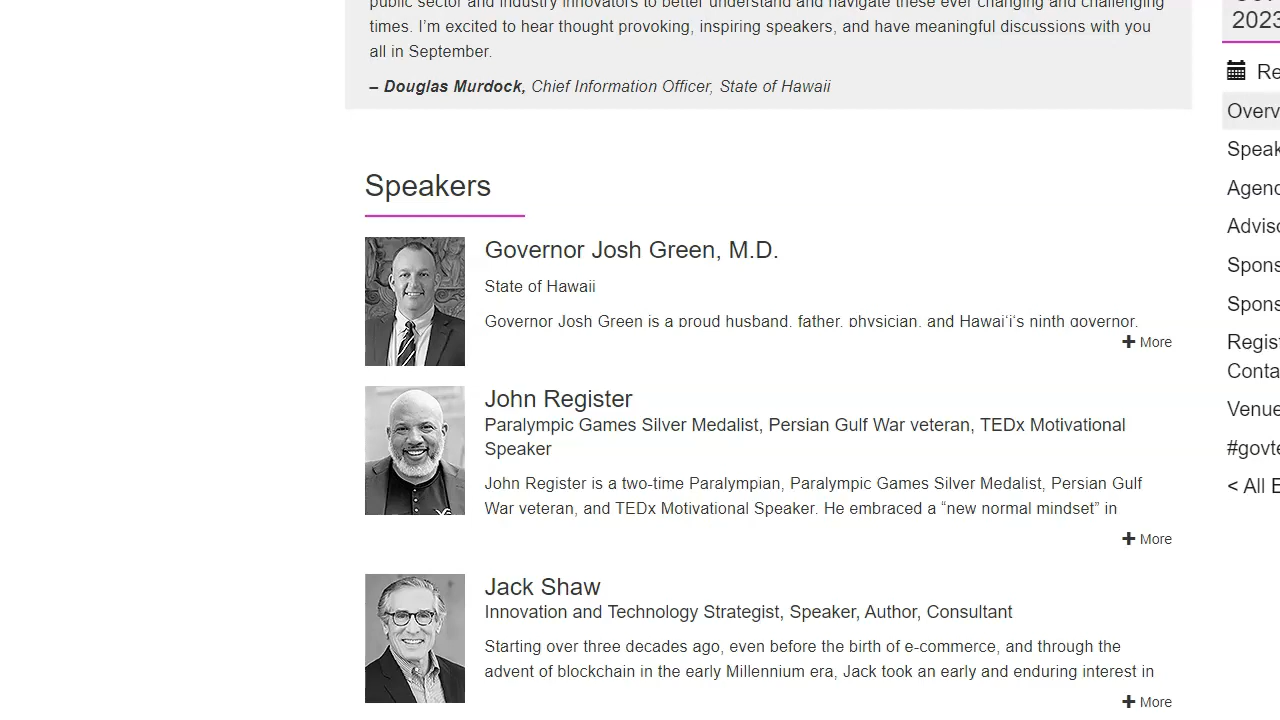 public sector and industry innovators to better understand and navigate these ever changing and challenging
times. I’m excited to hear thought provoking, inspiring speakers, and have meaningful discussions with you
all in September.
– Douglas Murdock, Chief Information Officer, State of Hawaii
2023
Re
Overv
Speak
Agend
Adviso
Spons
Spons
Regist
Conta
Venue
#govte
< All E
Speakers
Governor Josh Green, M.D.
State of Hawaii
Governor Josh Green is a proud husband, father, physician, and Hawai‘i‘s ninth governor.
More
John Register
Paralympic Games Silver Medalist, Persian Gulf War veteran, TEDx Motivational
Speaker
John Register is a two-time Paralympian, Paralympic Games Silver Medalist, Persian Gulf
War veteran, and TEDx Motivational Speaker. He embraced a “new normal mindset” in
More
Jack Shaw
Innovation and Technology Strategist, Speaker, Author, Consultant
Starting over three decades ago, even before the birth of e-commerce, and through the
advent of blockchain in the early Millennium era, Jack took an early and enduring interest in
More